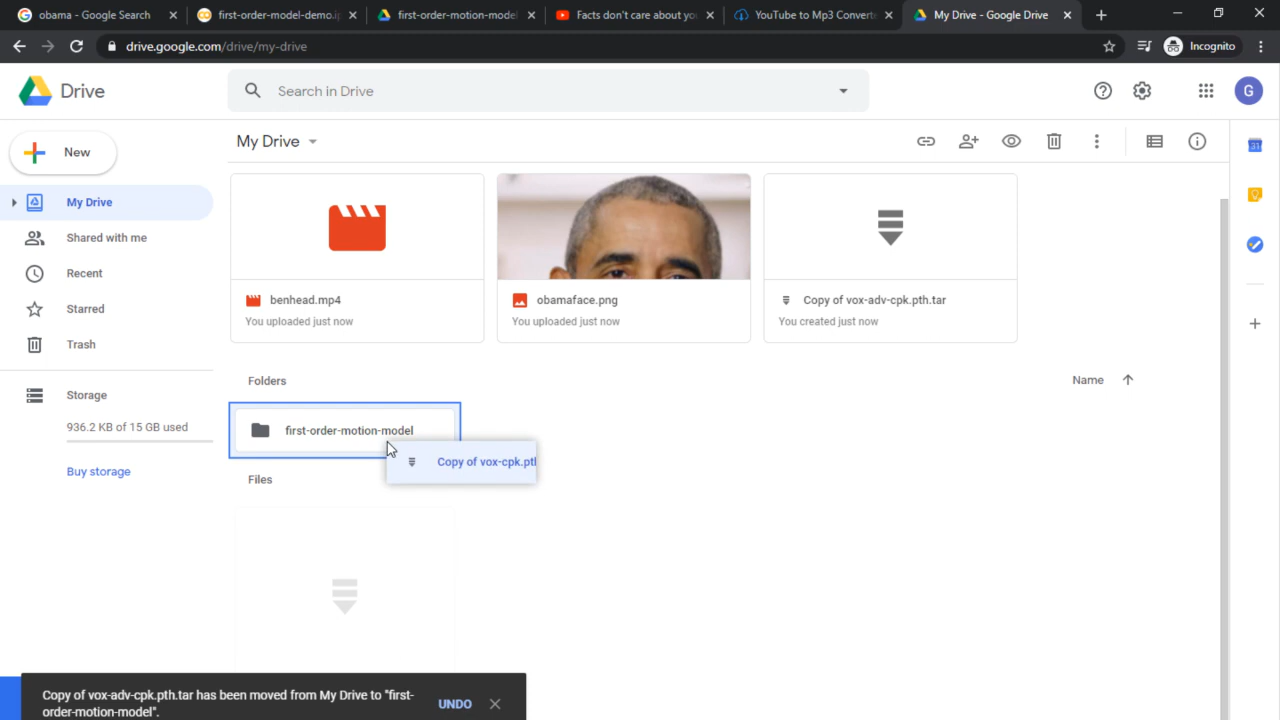 obama - Google Search
first-order-model-demo.ip
first-order-motion-model
Facts don't care about yo
YouTube to Mp3 Converte
My Drive - Google Drive
drive.google.com/drive/my-drive
Incognito
Drive
Search in Drive
G
New
My Drive
My Drive
Shared with me
Recent
Starred
Trash
Storage
936.2 KB of 15 GB used
Buy storage
benhead.mp4
You uploaded just now
obamaface.png
You uploaded just now
Copy of vox-adv-cpk.pth.tar
You created just now
Folders
Name
first-order-motion-model
Copy of vox-cpk.pt
Files
Copy of vox-adv-cpk.pth.tar has been moved from My Drive to "first-
order-motion-model".
UNDO
31